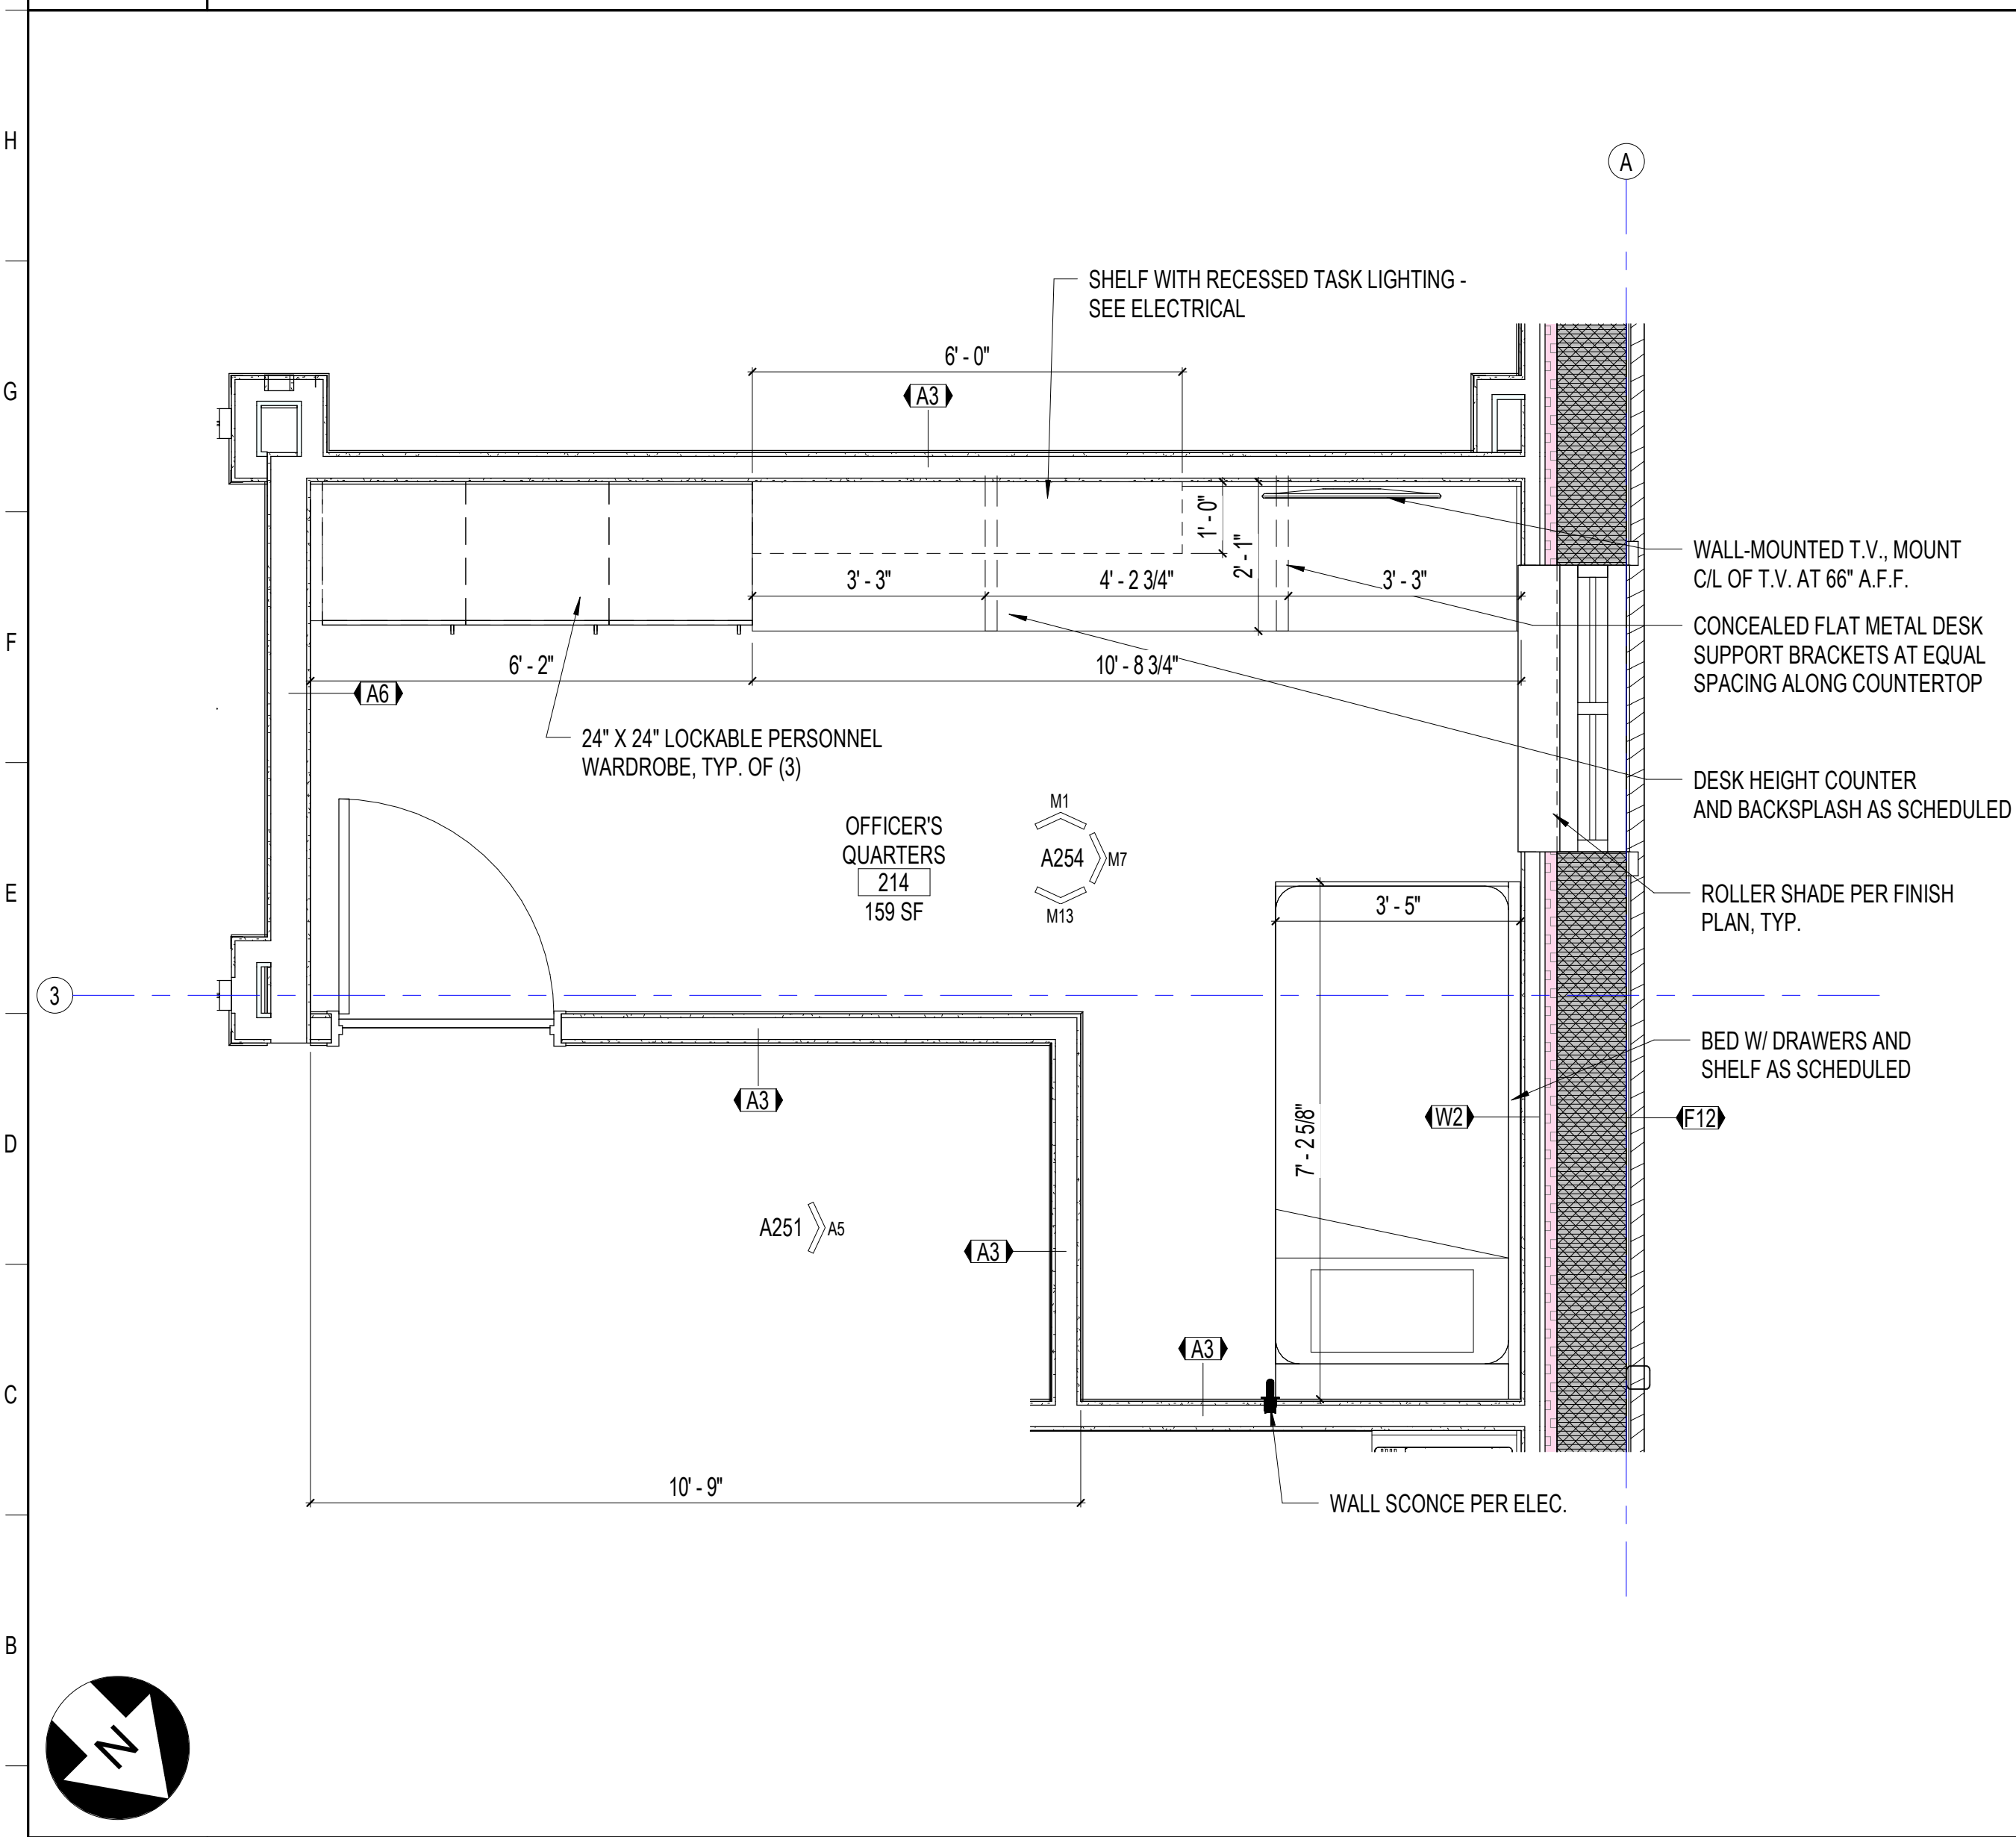 H
G
F
E
D
C
B
A
3
SHELF WITH RECESSED TASK LIGHTING -
SEE ELECTRICAL
6' - 0"
A3
1' - 0"
2' - 1"
3' - 3"
4' - 2 3/4"
3' - 3"
WALL-MOUNTED T.V., MOUNT
C/L OF T.V. AT 66" A.F.F.
CONCEALED FLAT METAL DESK
SUPPORT BRACKETS AT EQUAL
SPACING ALONG COUNTERTOP
6' - 2"
10' - 8 3/4"
A6
24" X 24" LOCKABLE PERSONNEL
WARDROBE, TYP. OF (3)
DESK HEIGHT COUNTER
AND BACKSPLASH AS SCHEDULED
OFFICER'S
QUARTERS
214
159 SF
M1
A254
M7
M13
3' - 5"
ROLLER SHADE PER FINISH
PLAN, TYP.
BED W/ DRAWERS AND
SHELF AS SCHEDULED
A3
W2
F12
7' - 2 5/8"
A251
A5
A3
A3
10' - 9"
WALL SCONCE PER ELEC.
N